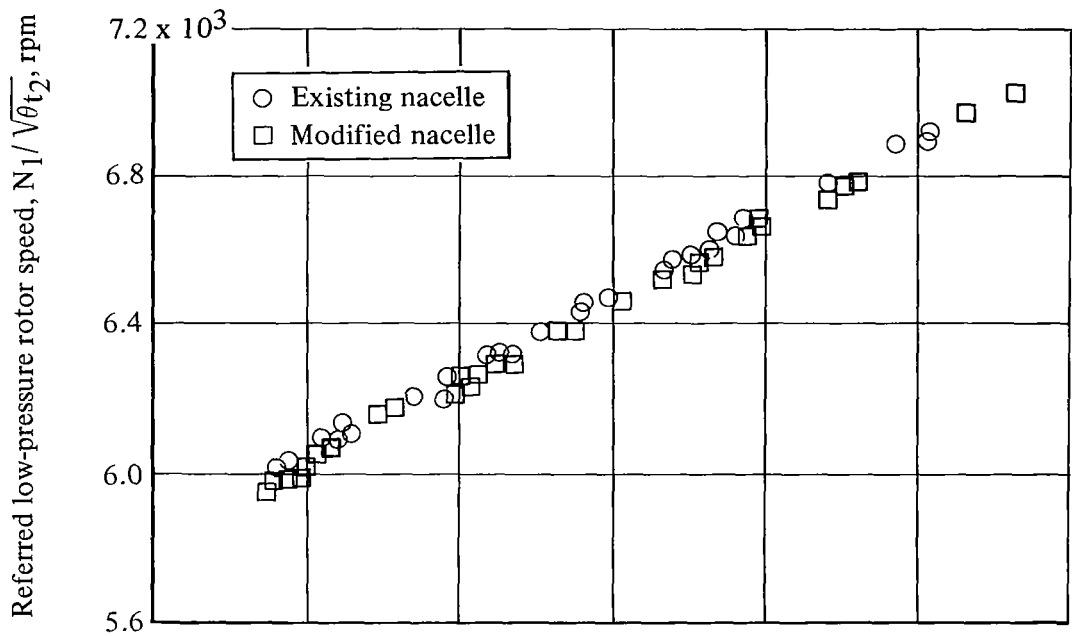 7.2 x 10³
Referred low-pressure rotor speed, N₁/√θt₂, rpm
Existing nacelle
Modified nacelle
6.8
6.4
6.0
5.6